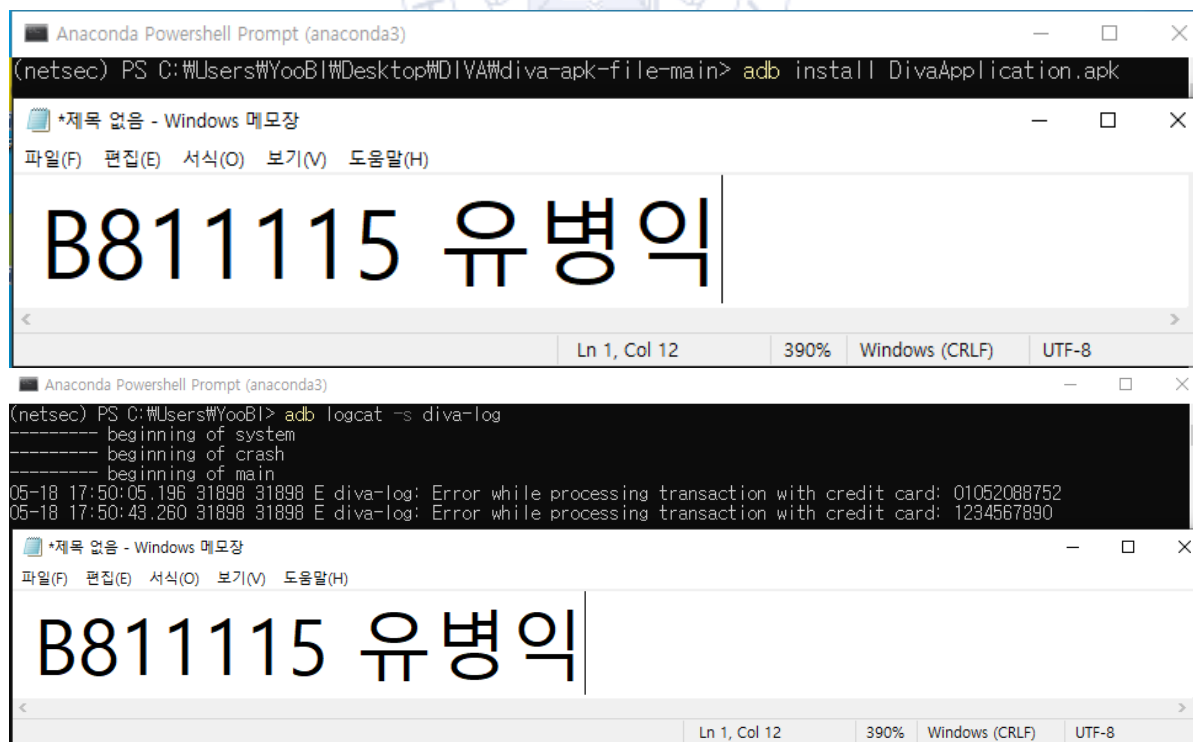 Anaconda Powershell Prompt (anaconda3)
(netsec) PS C:₩Users₩YooBI₩Desktop₩DIVA₩diva-apk-file-main> adb install DivaApplication.apk
*제목 없음 - Windows 메모장
파일(F) 편집(E) 서식(O) 보기(V) 도움말(H)
B811115 유병익
Ln 1, Col 12 390% Windows (CRLF) UTF-8
Anaconda Powershell Prompt (anaconda3)
(netsec) PS C:₩Users₩YooBI> adb logcat -s diva-log
--------- beginning of system
--------- beginning of crash
--------- beginning of main
05-18 17:50:05.196 31898 31898 E diva-log: Error while processing transaction with credit card: 01052088752
05-18 17:50:43.260 31898 31898 E diva-log: Error while processing transaction with credit card: 1234567890
*제목 없음 - Windows 메모장
파일(F) 편집(E) 서식(O) 보기(V) 도움말(H)
B811115 유병익
Ln 1, Col 12 390% Windows (CRLF) UTF-8